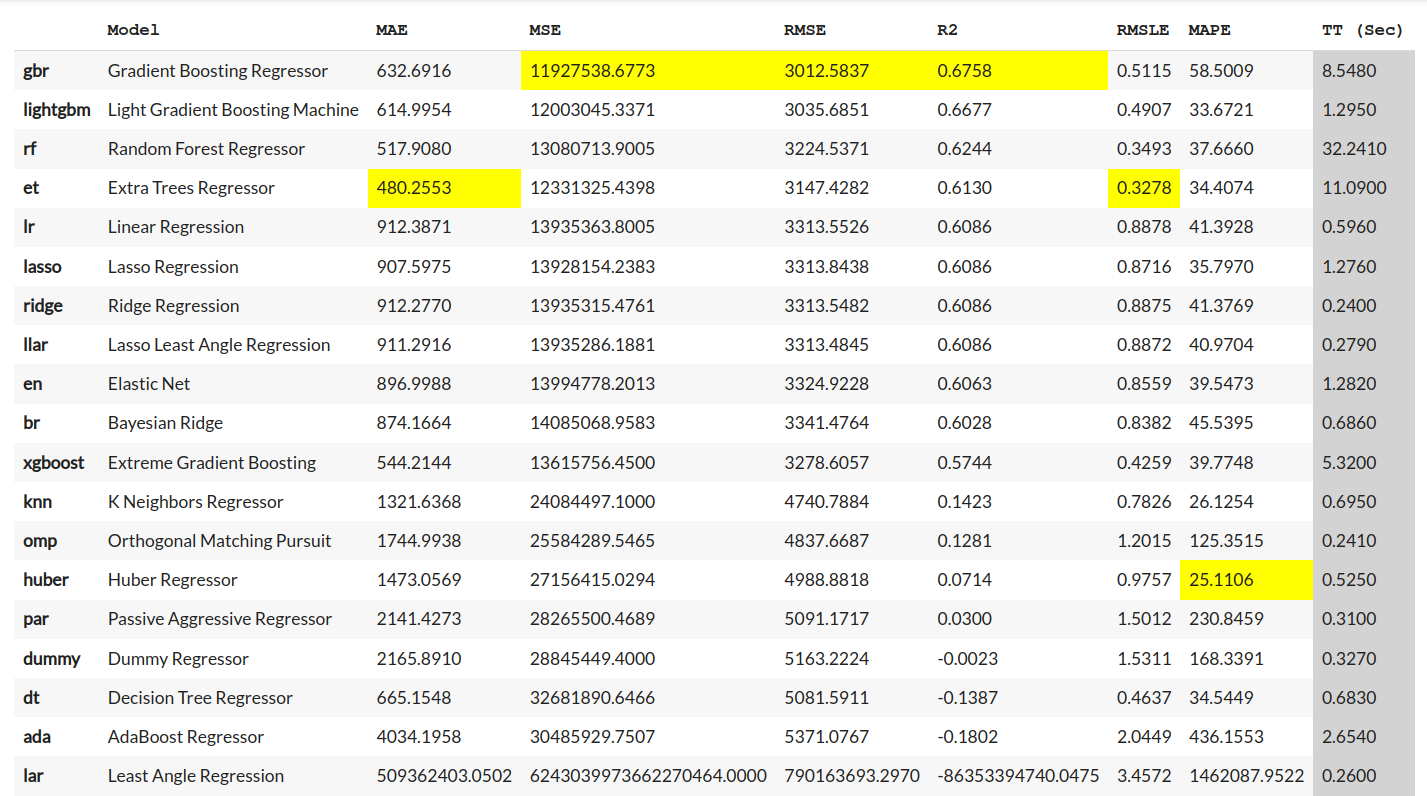 Model MAE MSE RMSE R2 RMSLE MAPE TT (Sec)
gbr Gradient Boosting Regressor 632.6916 11927538.6773 3012.5837 0.6758 0.5115 58.5009 8.5480
lightgbm Light Gradient Boosting Machine 614.9954 12003045.3371 3035.6851 0.6677 0.4907 33.6721 1.2950
rf Random Forest Regressor 517.9080 13080713.9005 3224.5371 0.6244 0.3493 37.6660 32.2410
et Extra Trees Regressor 480.2553 12331325.4398 3147.4282 0.6130 0.3278 34.4074 11.0900
lr Linear Regression 912.3871 13935363.8005 3313.5526 0.6086 0.8878 41.3928 0.5960
lasso Lasso Regression 907.5975 13928154.2383 3313.8438 0.6086 0.8716 35.7970 1.2760
ridge Ridge Regression 912.2770 13935315.4761 3313.5482 0.6086 0.8875 41.3769 0.2400
llar Lasso Least Angle Regression 911.2916 13935286.1881 3313.4845 0.6086 0.8872 40.9704 0.2790
en Elastic Net 896.9988 13994778.2013 3324.9228 0.6063 0.8559 39.5473 1.2820
br Bayesian Ridge 874.1664 14085068.9583 3341.4764 0.6028 0.8382 45.5395 0.6860
xgboost Extreme Gradient Boosting 544.2144 13615756.4500 3278.6057 0.5744 0.4259 39.7748 5.3200
knn K Neighbors Regressor 1321.6368 24084497.1000 4740.7884 0.1423 0.7826 26.1254 0.6950
omp Orthogonal Matching Pursuit 1744.9938 25584289.5465 4837.6687 0.1281 1.2015 125.3515 0.2410
huber Huber Regressor 1473.0569 27156415.0294 4988.8818 0.0714 0.9757 25.1106 0.5250
par Passive Aggressive Regressor 2141.4273 28265500.4689 5091.1717 0.0300 1.5012 230.8459 0.3100
dummy Dummy Regressor 2165.8910 28845449.4000 5163.2224 -0.0023 1.5311 168.3391 0.3270
dt Decision Tree Regressor 665.1548 32681890.6466 5081.5911 -0.1387 0.4637 34.5449 0.6830
ada AdaBoost Regressor 4034.1958 30485929.7507 5371.0767 -0.1802 2.0449 436.1553 2.6540
lar Least Angle Regression 509362403.0502 6243039973662270464.0000 790163693.2970 -86353394740.0475 3.4572 1462087.9522 0.2600